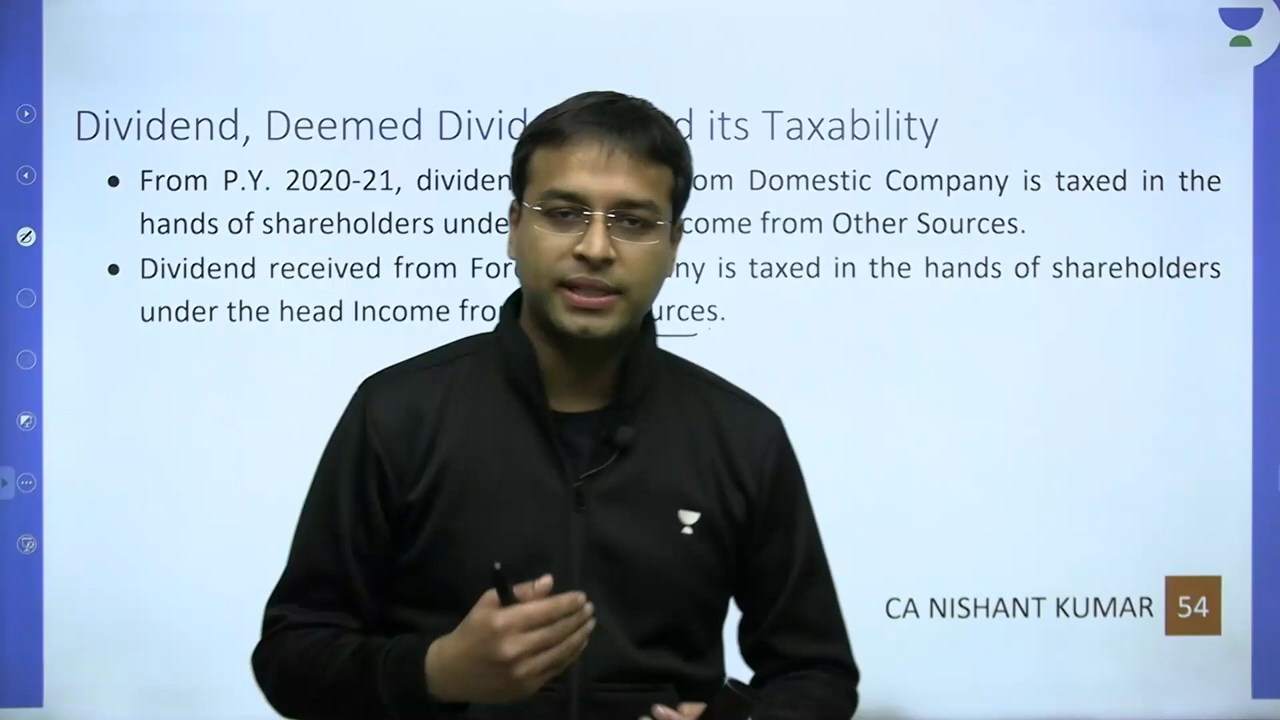 Dividend, Deemed Divid d its Taxability
From P.Y. 2020-21, dividen om Domestic Company is taxed in the
hands of shareholders unde come from Other Sources.
Dividend received from For ny is taxed in the hands of shareholders
under the head Income fro urces.
CA NISHANT KUMAR 54